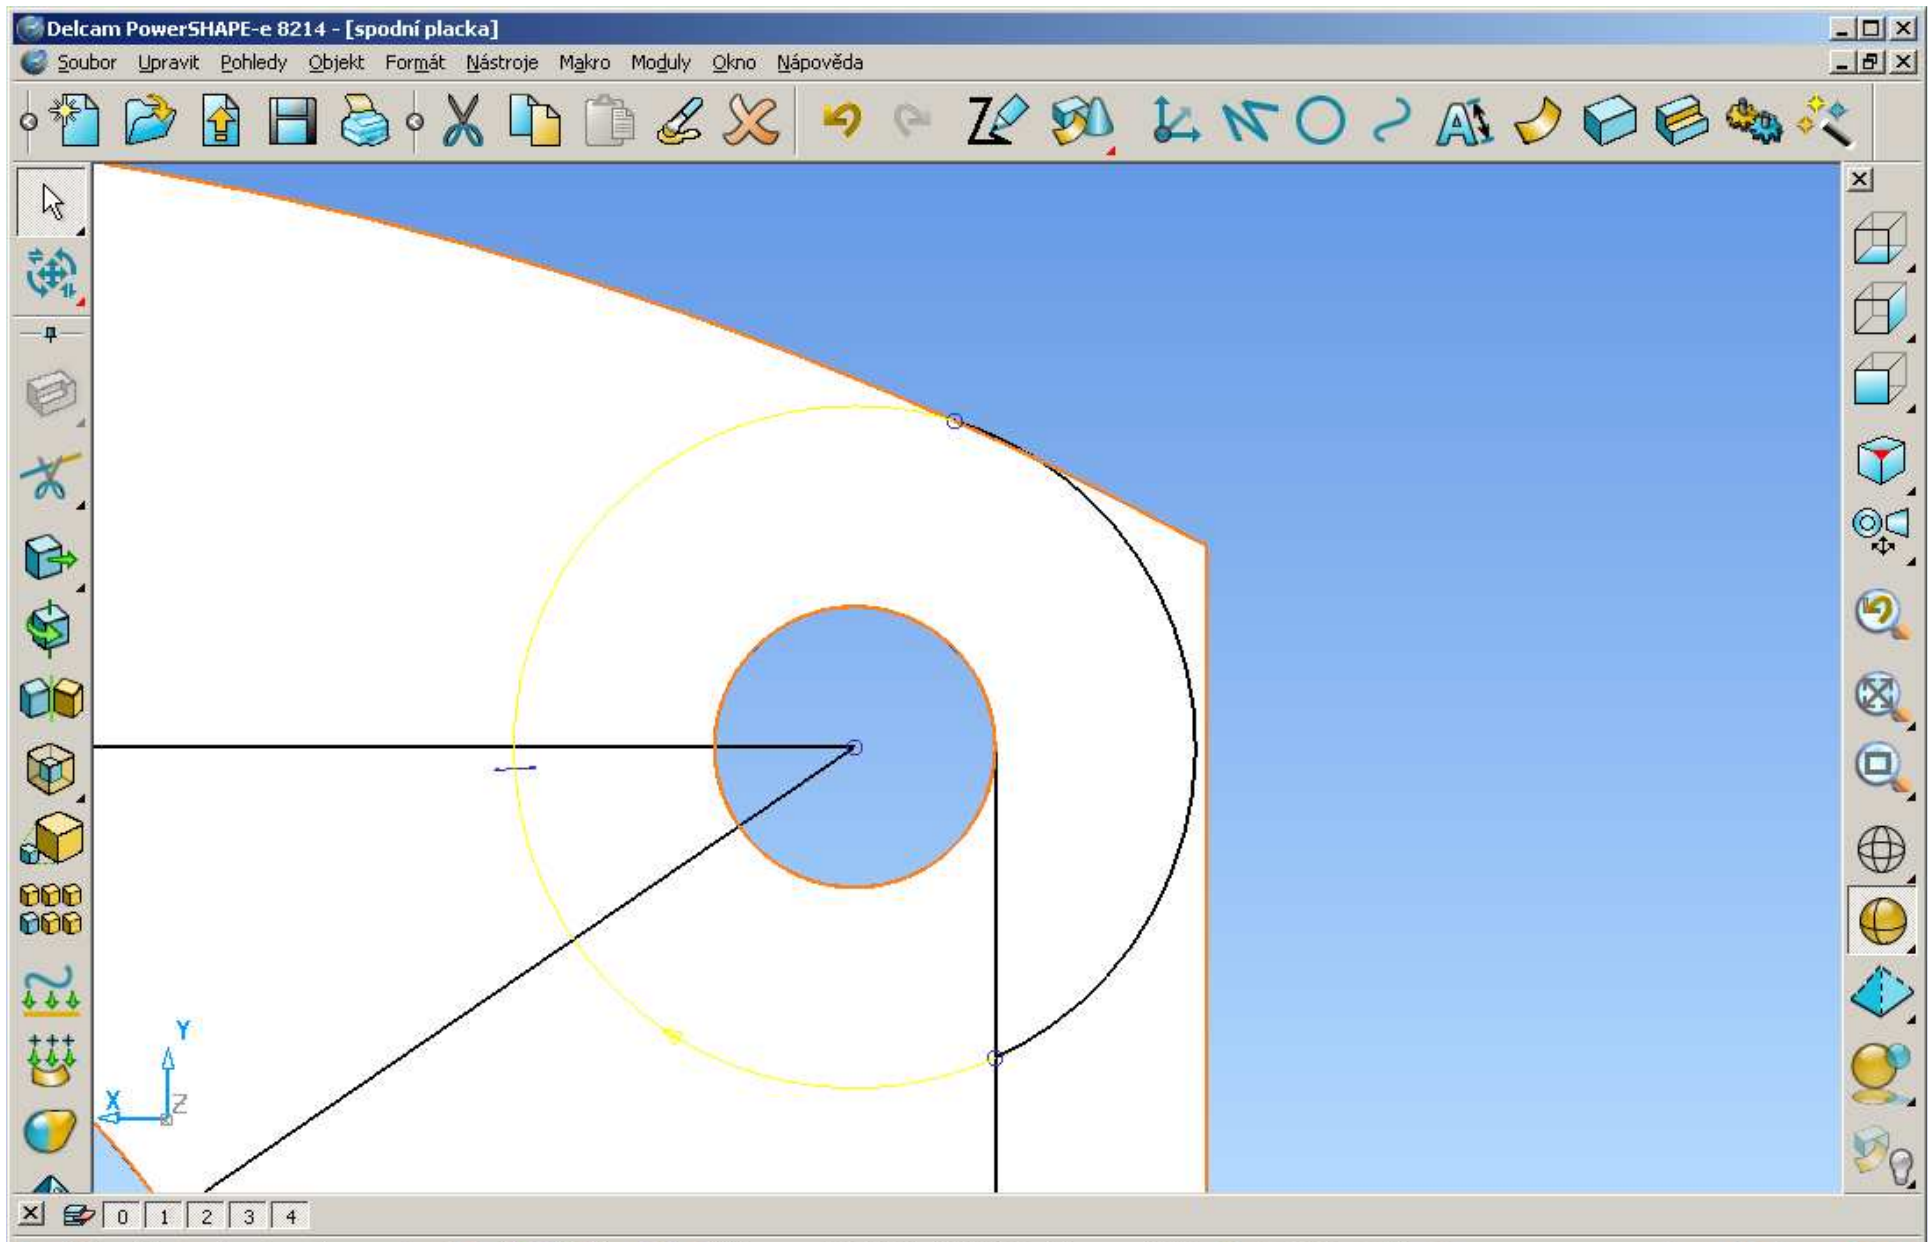 Delcam PowerSHAPE-e 8214 - [spodní placka]
Soubor Upravit Pohledy Objekt Formát Nástroje Makro Moduly Okno Nápověda
Y
X Z
0 1 2 3 4